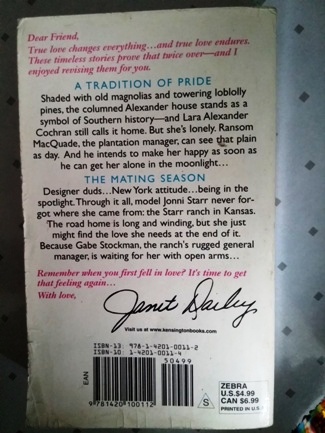 Dear Friend,
True love changes everything...and true love endures.
These timeless stories prove that twice over—and I
enjoyed revising them for you.
A TRADITION OF PRIDE
Shaded with old magnolias and towering loblolly
pines, the columned Alexander house stands as a
symbol of Southern history—and Lara Alexander
Cochran still calls it home. But she's lonely. Ransom
MacQuade, the plantation manager, can see that plain
as day. And he intends to make her happy as soon as
he can get her alone in the moonlight...
THE MATING SEASON
Designer duds...New York attitude...being in the
spotlight. Through it all, model Jonni Starr never for-
got where she came from: the Starr ranch in Kansas.
The road home is long and winding, but she just
might find the love she needs at the end of it.
Because Gabe Stockman, the ranch's rugged general
manager, is waiting for her with open arms...
Remember when you first fell in love? It's time to get
that feeling again...
With love,
Janet Dailey
Visit us at www.kensingtonbooks.com
ISBN-13: 978-1-4201-0011-2
ISBN-10: 1-4201-0011-4
50499
EAN
9781420100112
S
ZEBRA
U.S.$4.99
CAN $6.99
PRINTED IN U.S.